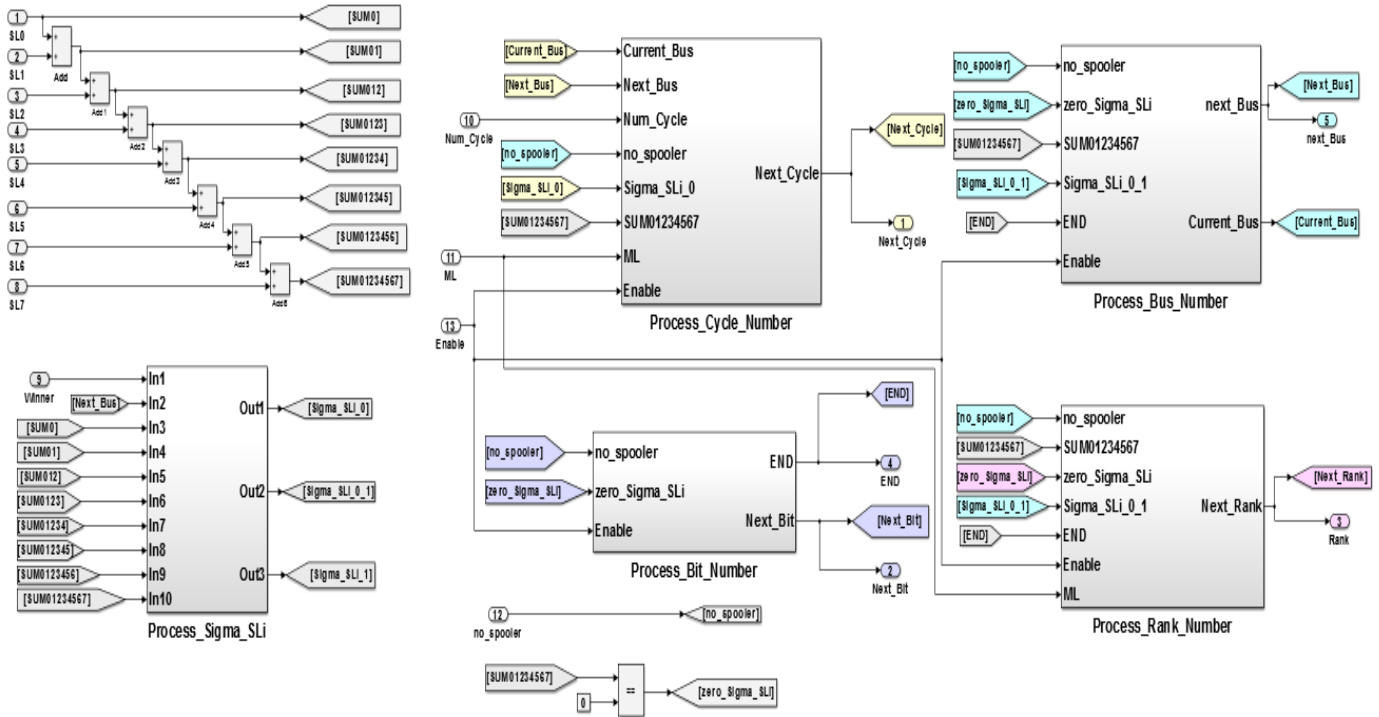 1
SL0
2
SL1
3
SL2
4
SL3
5
SL4
6
SL5
7
SL6
8
SL7
Add
Add1
Add2
Add3
Add4
Add5
Add6
[SUM0]
[SUM01]
[SUM012]
[SUM0123]
[SUM01234]
[SUM012345]
[SUM0123456]
[SUM01234567]
[Current_Bus]
[Next_Bus]
10
Num_Cycle
[no_spooler]
[Sigma_SLi_0]
[SUM01234567]
11
ML
13
Enable
Current_Bus
Next_Bus
Num_Cycle
no_spooler
Sigma_SLi_0
SUM01234567
ML
Enable
Next_Cycle
Process_Cycle_Number
[Next_Cycle]
1
Next_Cycle
[no_spooler]
[zero_Sigma_SLi]
[SUM01234567]
[Sigma_SLI_0_1]
[END]
no_spooler
zero_Sigma_SLi
SUM01234567
Sigma_SLi_0_1
END
Enable
next_Bus
Current_Bus
Process_Bus_Number
[Next_Bus]
5
next_Bus
[Current_Bus]
9
Winner
[Next_Bus]
[SUM0]
[SUM01]
[SUM012]
[SUM0123]
[SUM01234]
[SUM012345]
[SUM0123456]
[SUM01234567]
In1
In2
In3
In4
In5
In6
In7
In8
In9
In10
Out1
Out2
Out3
Process_Sigma_SLi
[Sigma_SLI_0]
[Sigma_SLI_0_1]
[Sigma_SLI_1]
[no_spooler]
[zero_Sigma_SLI]
no_spooler
zero_Sigma_SLi
Enable
END
Next_Bit
Process_Bit_Number
[END]
4
END
[Next_Bit]
2
Next_Bit
[no_spooler]
[SUM01234567]
[zero_Sigma_SLi]
[Sigma_SLI_0_1]
[END]
no_spooler
SUM01234567
zero_Sigma_SLi
Sigma_SLi_0_1
END
Enable
ML
Next_Rank
Process_Rank_Number
[Next_Rank]
3
Rank
12
no_spooler
[no_spooler]
[SUM01234567]
0
==
[zero_Sigma_SLI]